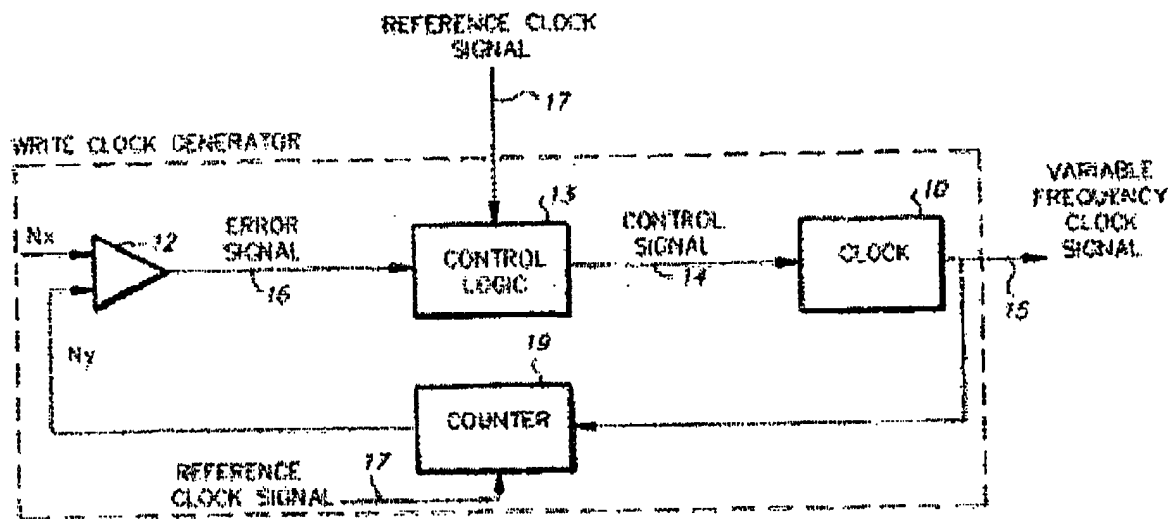 REFERENCE CLOCK
SIGNAL
17
WRITE CLOCK GENERATOR
Nx
12
ERROR
SIGNAL
16
13
CONTROL
LOGIC
CONTROL
SIGNAL
14
10
CLOCK
VARIABLE
FREQUENCY
CLOCK
SIGNAL
15
Ny
19
COUNTER
REFERENCE
CLOCK SIGNAL
17